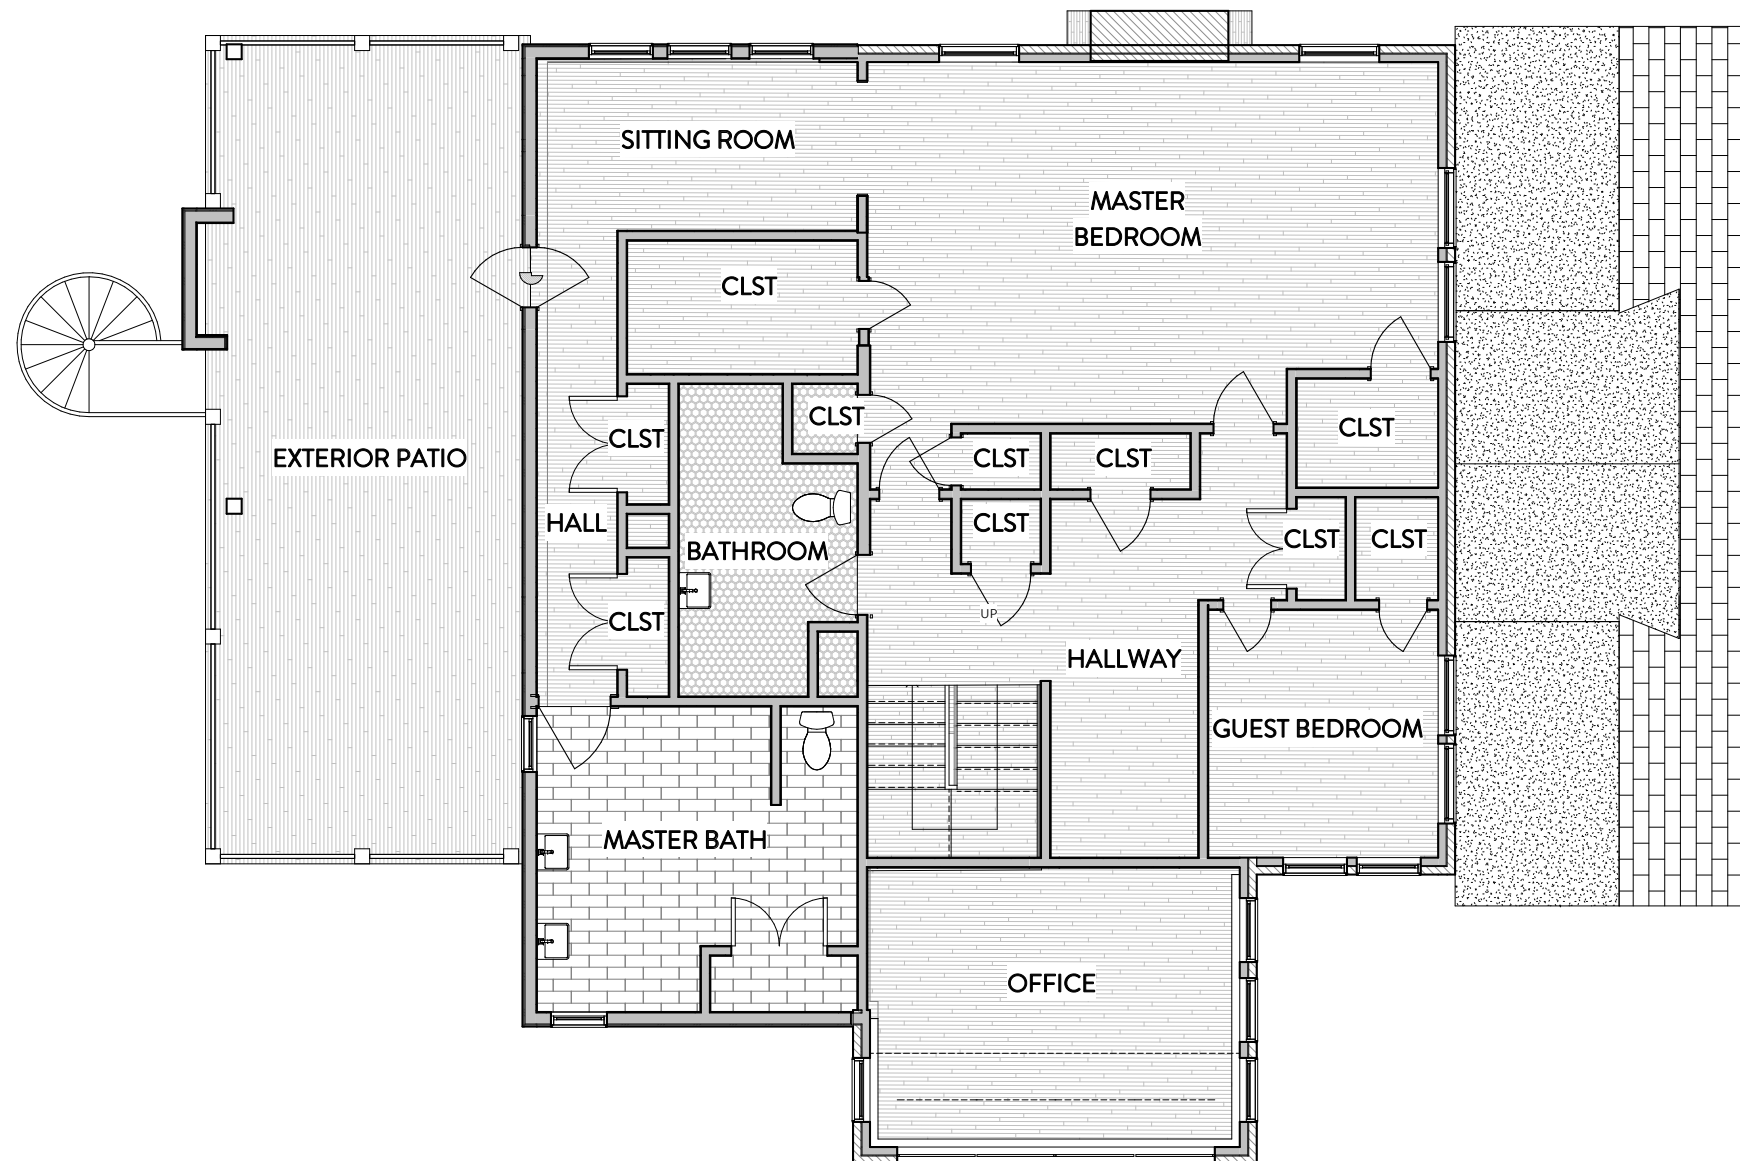 SITTING ROOM
MASTER
BEDROOM
CLST
CLST
CLST
CLST
CLST
CLST
CLST
EXTERIOR PATIO
HALL
BATHROOM
CLST
CLST
CLST
CLST
UP
HALLWAY
GUEST BEDROOM
MASTER BATH
OFFICE